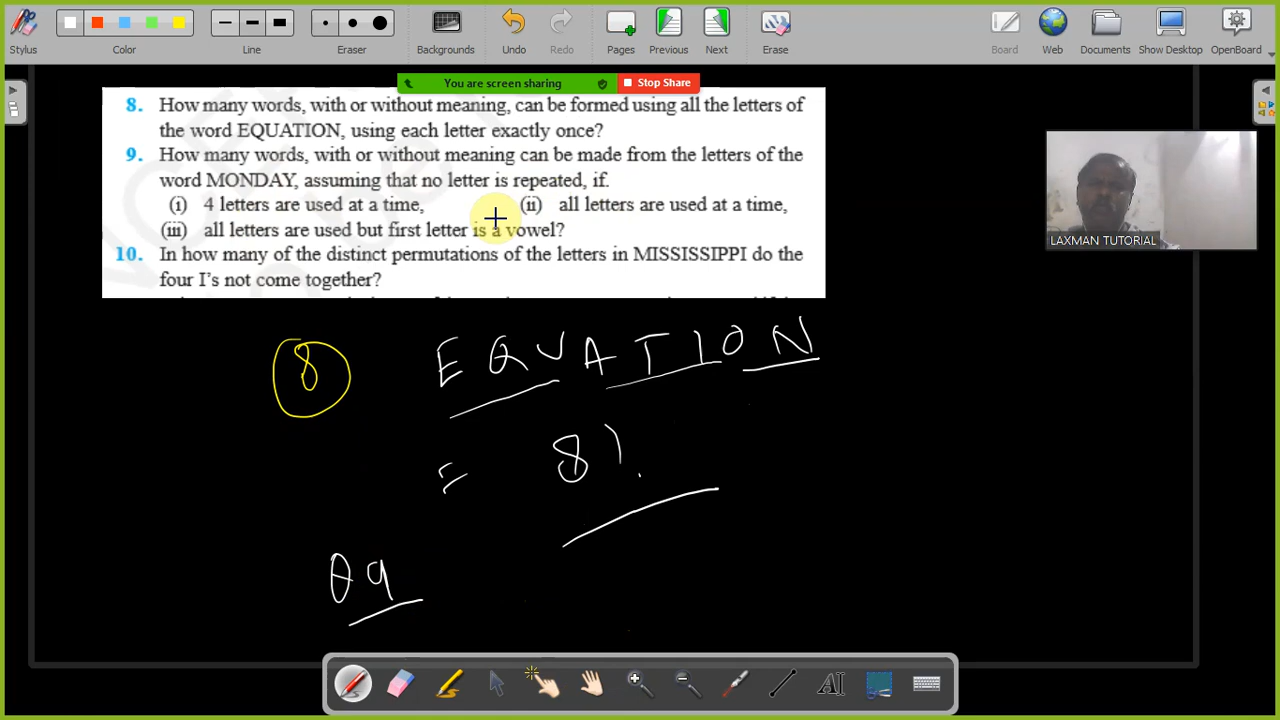 Stylus Color Line Eraser Backgrounds Undo Redo Pages Previous Next Erase Board Web Documents Show Desktop OpenBoard
You are screen sharing Stop Share
8. How many words, with or without meaning, can be formed using all the letters of
the word EQUATION, using each letter exactly once?
9. How many words, with or without meaning can be made from the letters of the
word MONDAY, assuming that no letter is repeated, if.
(i) 4 letters are used at a time, (ii) all letters are used at a time,
(iii) all letters are used but first letter is a vowel?
10. In how many of the distinct permutations of the letters in MISSISSIPPI do the
four I's not come together?
LAXMAN TUTORIAL
8 EQUATION
= 8!
Q9
AI